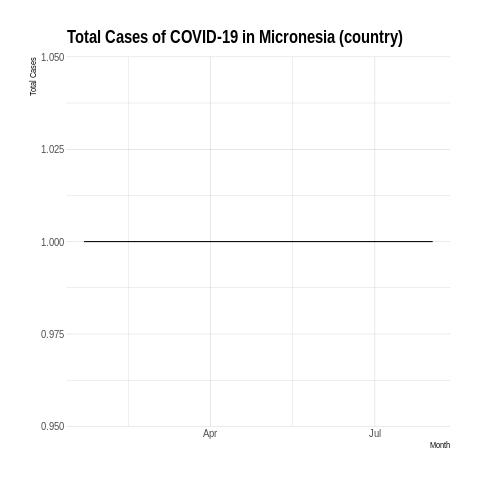 Total Cases of COVID-19 in Micronesia (country)
Total Cases
1.050
1.025
1.000
0.975
0.950
Apr
Jul
Month